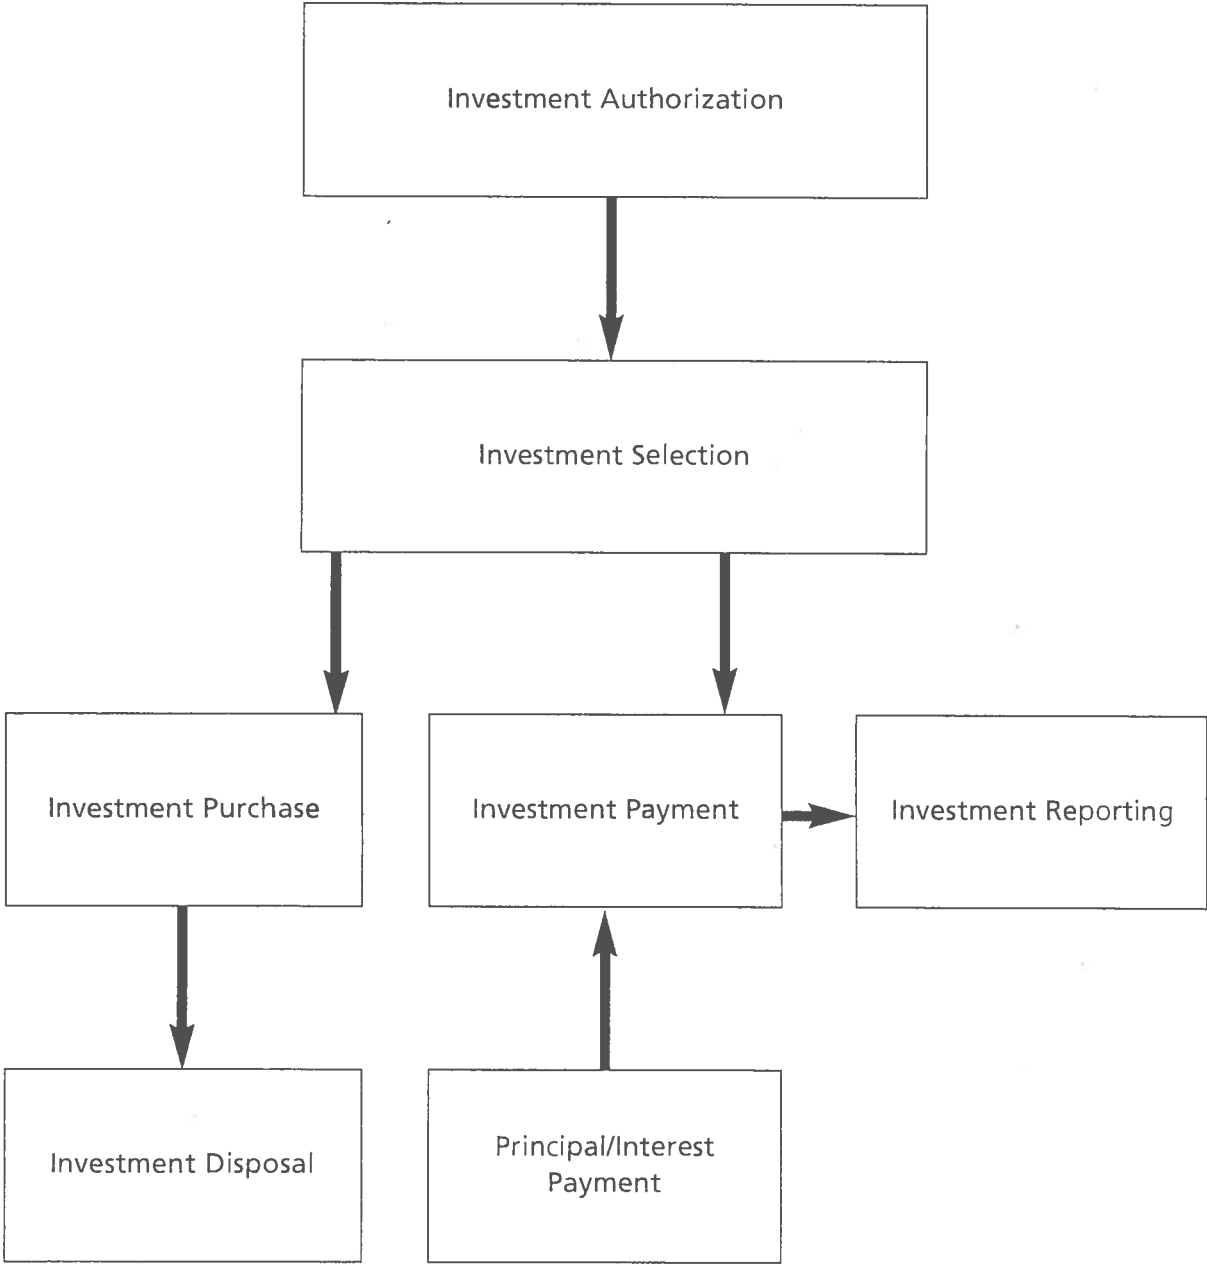 Investment Authorization
Investment Selection
Investment Purchase
Investment Payment
Investment Reporting
Investment Disposal
Principal/Interest
Payment